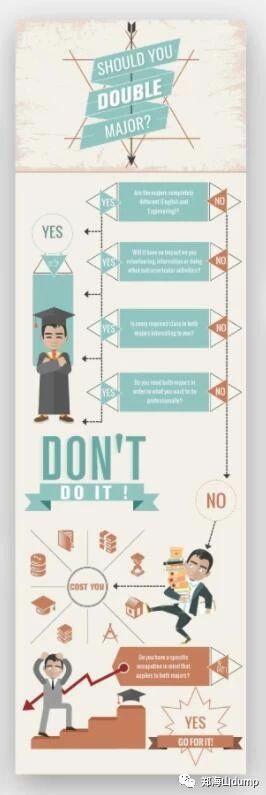 SHOULD YOU
DOUBLE
MAJOR?
YES
Are the majors completely
different (English and
Engineering)?
NO
YES
YES
Will it have an impact on you
volunteering, internships or doing
other extracurricular activities?
NO
YES
Is every required class in both
majors interesting to you?
NO
YES
Do you need both majors in
order to what you want to be
professionally?
NO
DON'T
DO IT !
NO
COST YOU
Do you have a specific
occupation in mind that
applies to both majors?
YES
GO FOR IT!
郑海山dump